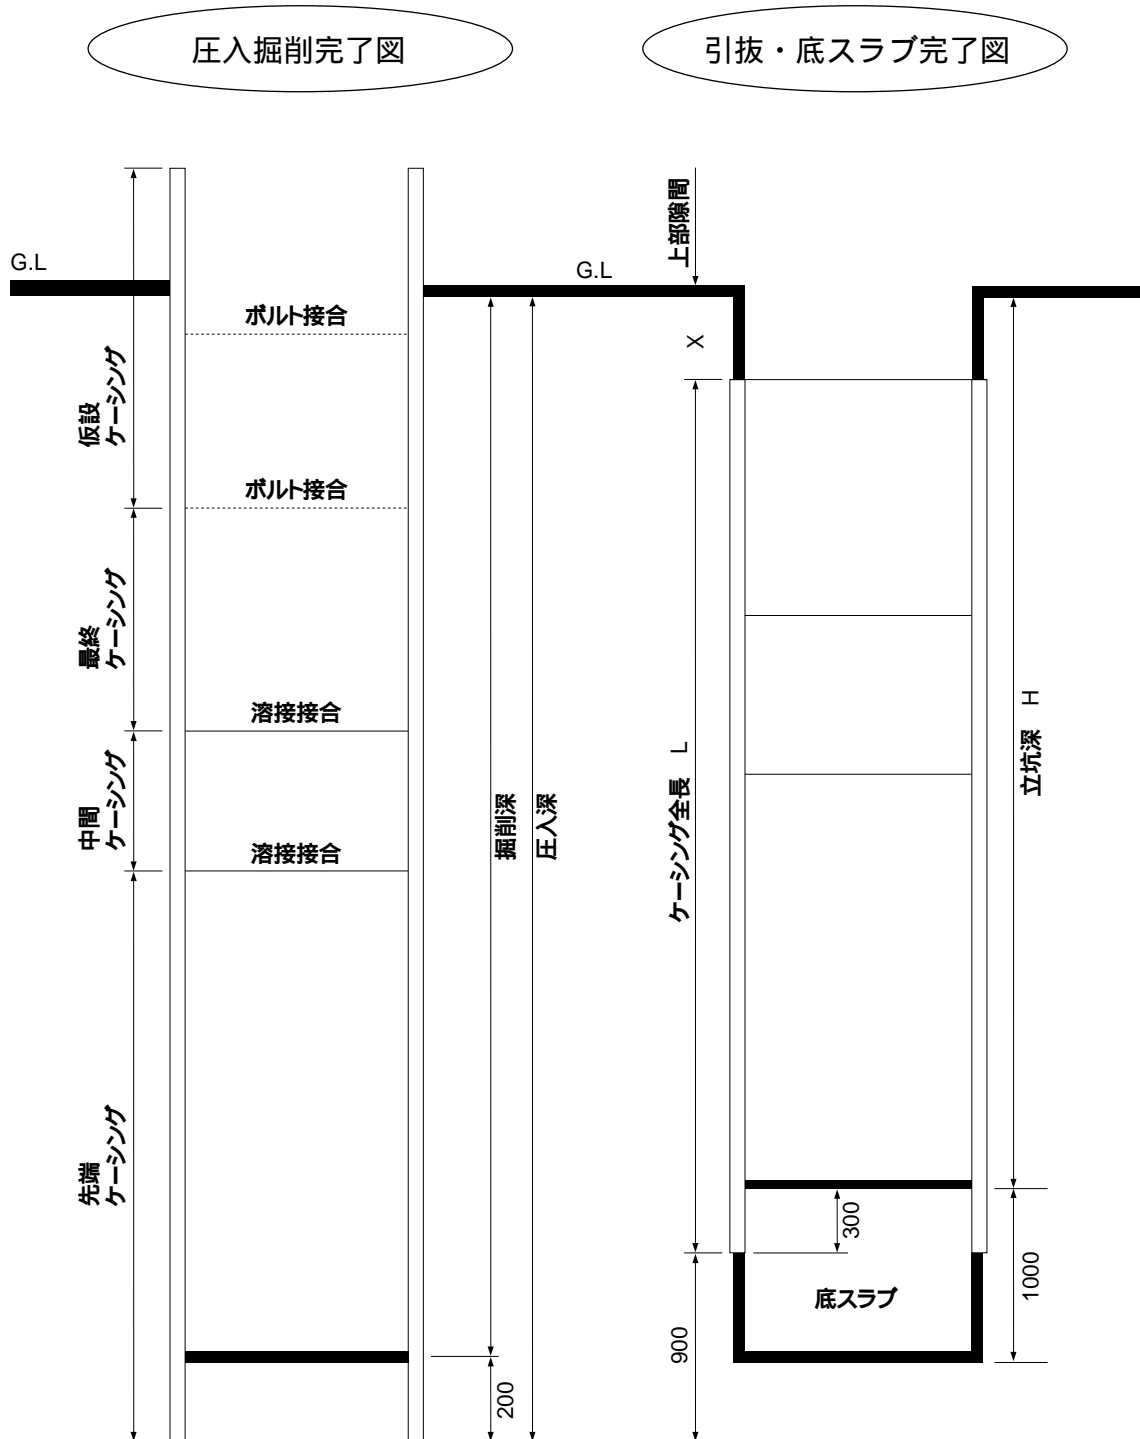 圧入掘削完了図
引抜・底スラブ完了図
上部隙間
G.L
G.L
ボルト接合
X
仮設
ケーシング
ボルト接合
最終
ケーシング
溶接接合
中間
ケーシング
溶接接合
掘削深
圧入深
ケーシング全長 L
立坑深 H
先端
ケーシング
300
底スラブ
1000
900
200